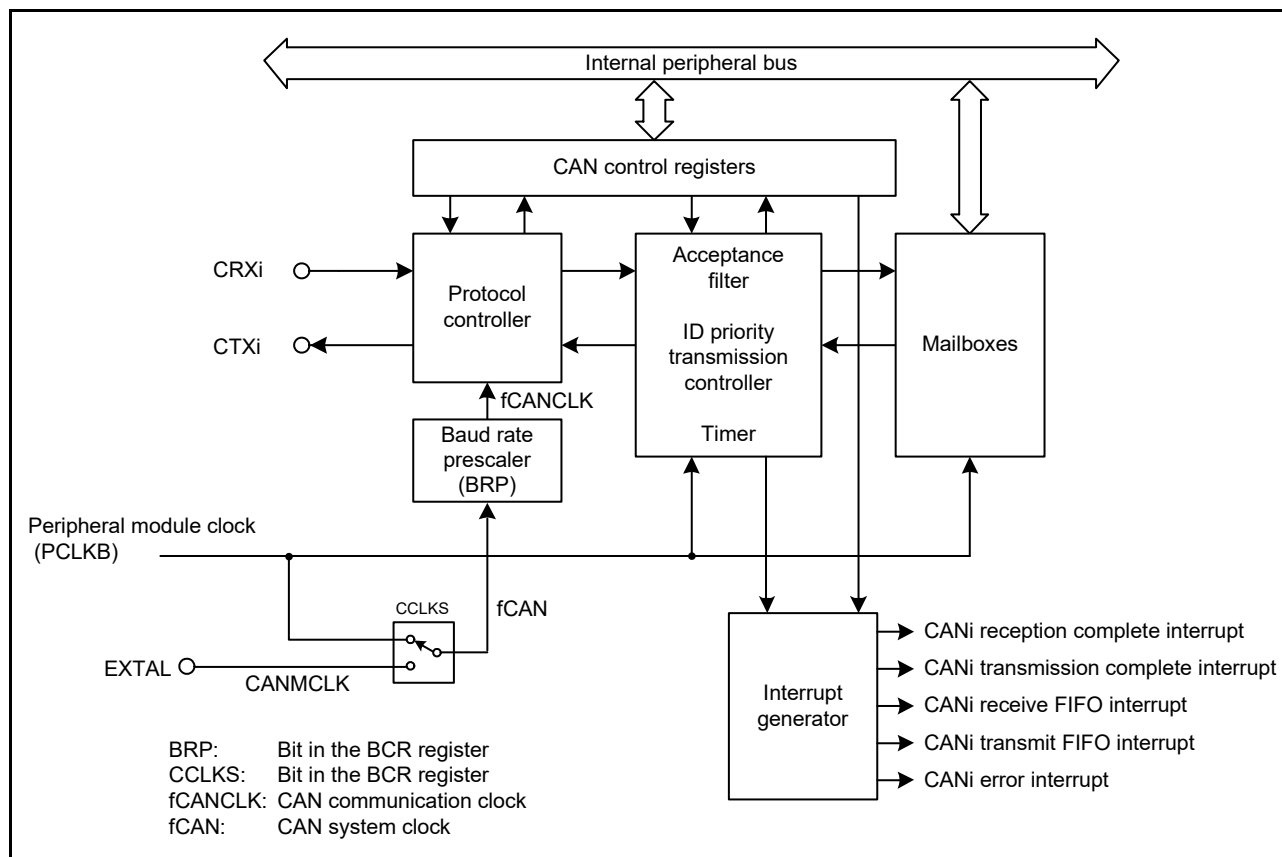 Internal peripheral bus
CAN control registers
CRXi
CTXi
Protocol
controller
Acceptance
filter
ID priority
transmission
controller
Timer
Mailboxes
fCANCLK
Baud rate
prescaler
(BRP)
Peripheral module clock
(PCLKB)
CCLKS
fCAN
EXTAL
CANMCLK
Interrupt
generator
CANi reception complete interrupt
CANi transmission complete interrupt
CANi receive FIFO interrupt
CANi transmit FIFO interrupt
CANi error interrupt
BRP: Bit in the BCR register
CCLKS: Bit in the BCR register
fCANCLK: CAN communication clock
fCAN: CAN system clock